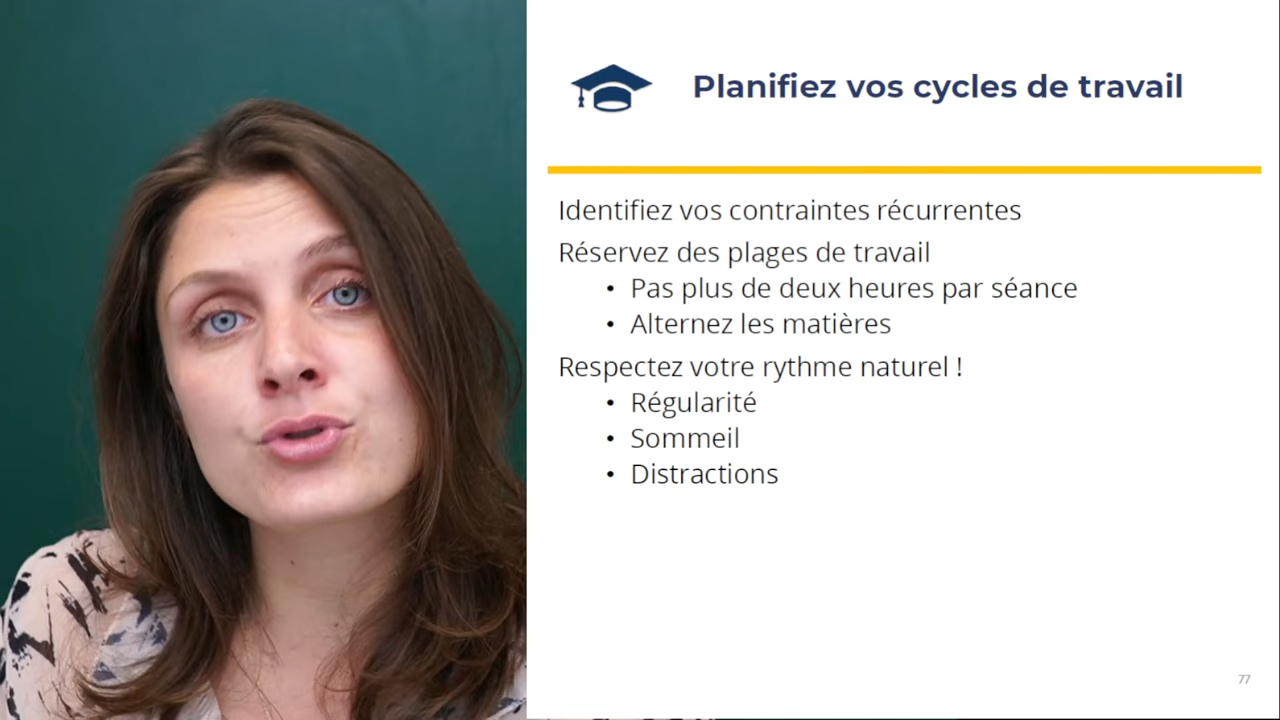 Planifiez vos cycles de travail
Identifiez vos contraintes récurrentes
Réservez des plages de travail
• Pas plus de deux heures par séance
• Alternez les matières
Respectez votre rythme naturel !
• Régularité
• Sommeil
• Distractions
77